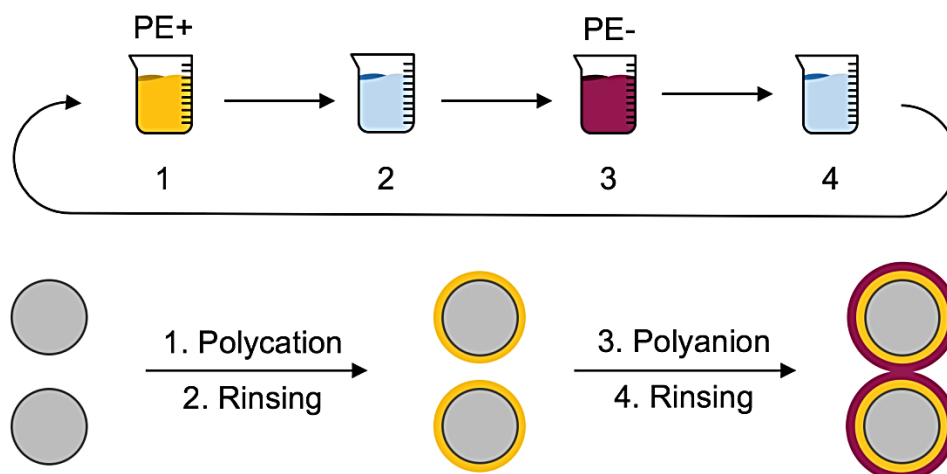 PE+ PE-
1 2 3 4
1. Polycation 3. Polyanion
2. Rinsing 4. Rinsing